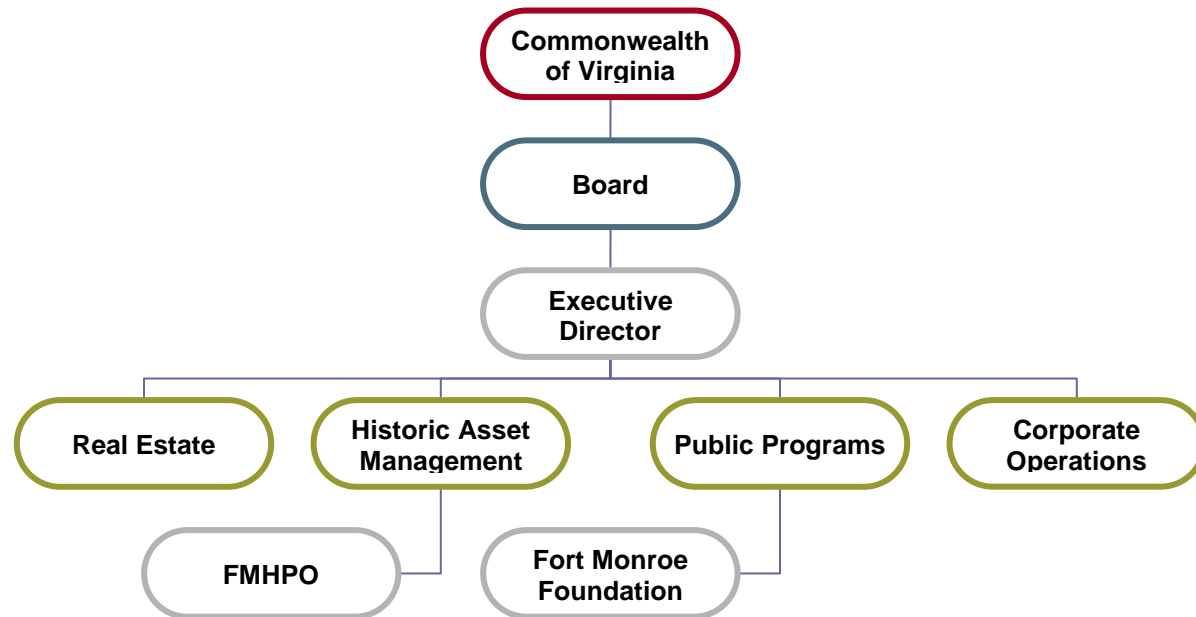 Commonwealth
of Virginia
Board
Executive
Director
Real Estate
Historic Asset
Management
Public Programs
Corporate
Operations
FMHPO
Fort Monroe
Foundation